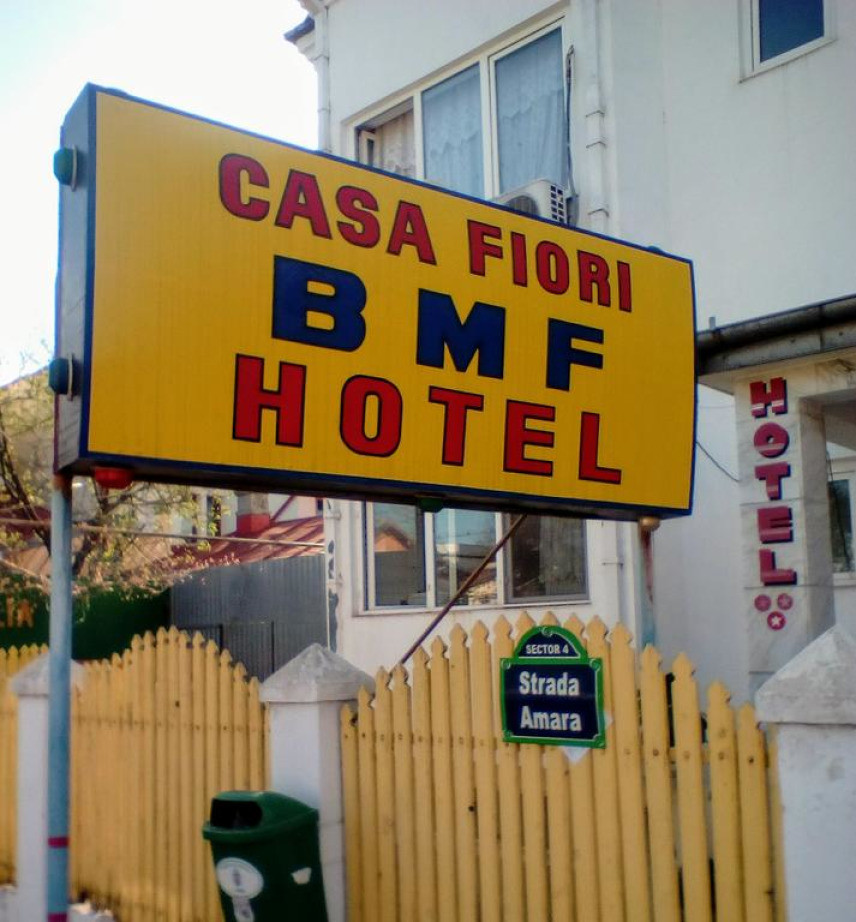 CASA FIORI
BMF
HOTEL
HOTEL
SECTOR 4
Strada
Amara